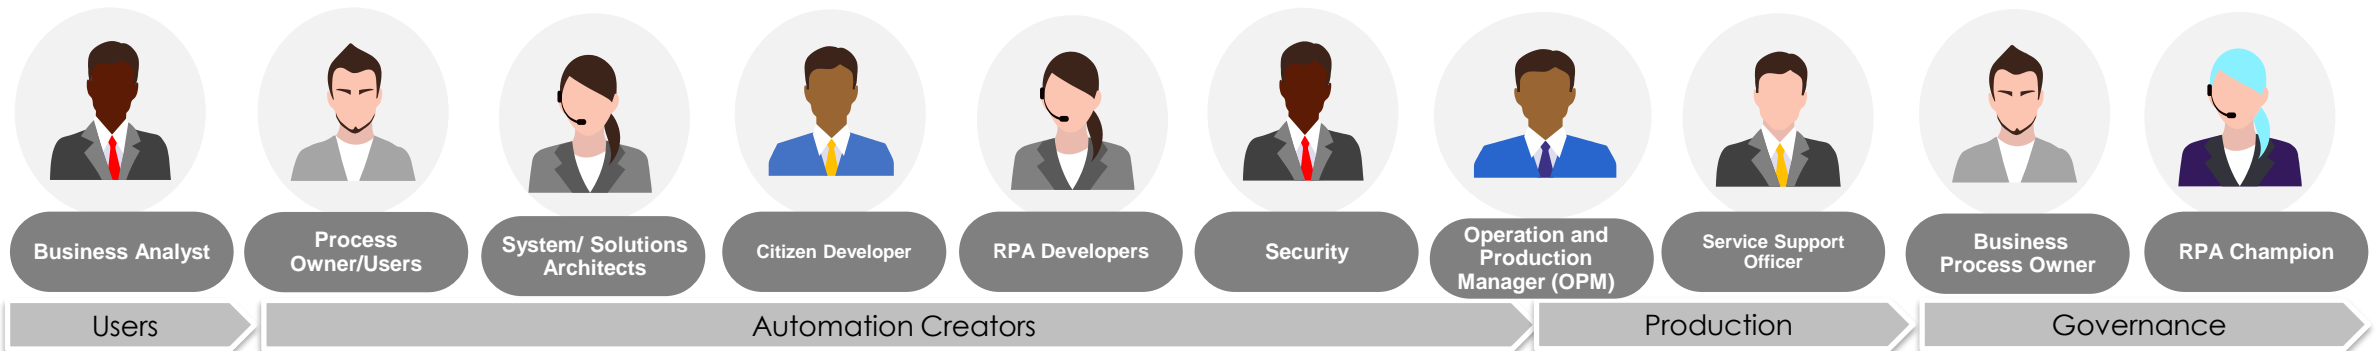 Business Analyst
Process
Owner/Users
System/ Solutions
Architects
Citizen Developer
RPA Developers
Security
Operation and
Production
Manager (OPM)
Service Support
Officer
Business
Process Owner
RPA Champion
Users
Automation Creators
Production
Governance